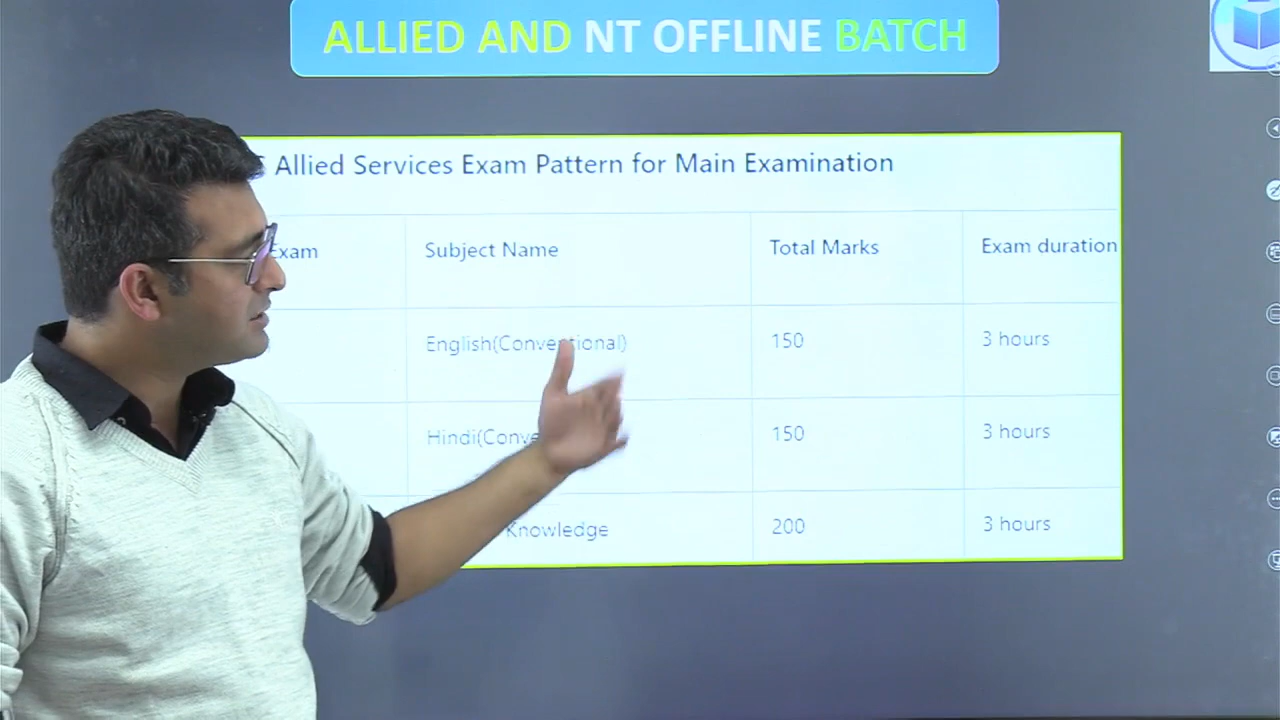 ALLIED AND NT OFFLINE BATCH
Allied Services Exam Pattern for Main Examination
Exam Subject Name Total Marks Exam duration
English(Conventional) 150 3 hours
Hindi(Conve 150 3 hours
Knowledge 200 3 hours